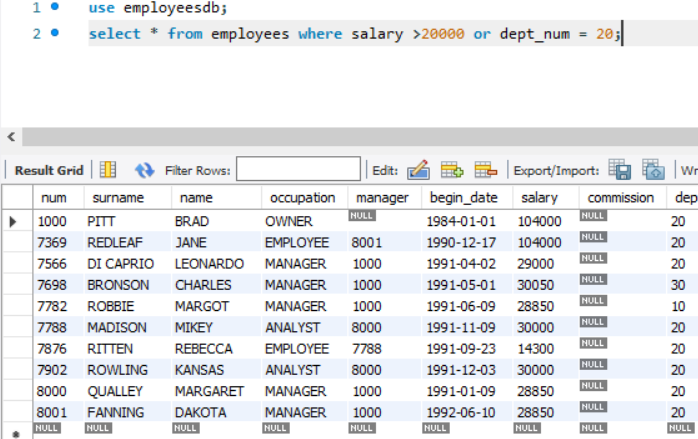 1 use employeesdb;
2 select * from employees where salary >20000 or dept_num = 20;
Result Grid Filter Rows: Edit: Export/Import: Wr
num surname name occupation manager begin_date salary commission dep
1000 PITT BRAD OWNER NULL 1984-01-01 104000 NULL 20
7369 REDLEAF JANE EMPLOYEE 8001 1990-12-17 104000 NULL 20
7566 DI CAPRIO LEONARDO MANAGER 1000 1991-04-02 29000 NULL 20
7698 BRONSON CHARLES MANAGER 1000 1991-05-01 30050 NULL 30
7782 ROBBIE MARGOT MANAGER 1000 1991-06-09 28850 NULL 10
7788 MADISON MIKEY ANALYST 8000 1991-11-09 30000 NULL 20
7876 RITTEN REBECCA EMPLOYEE 7788 1991-09-23 14300 NULL 20
7902 ROWLING KANSAS ANALYST 8000 1991-12-03 30000 NULL 20
8000 QUALLEY MARGARET MANAGER 1000 1991-01-09 28850 NULL 20
8001 FANNING DAKOTA MANAGER 1000 1992-06-10 28850 NULL 20
NULL NULL NULL NULL NULL NULL NULL NULL NULL